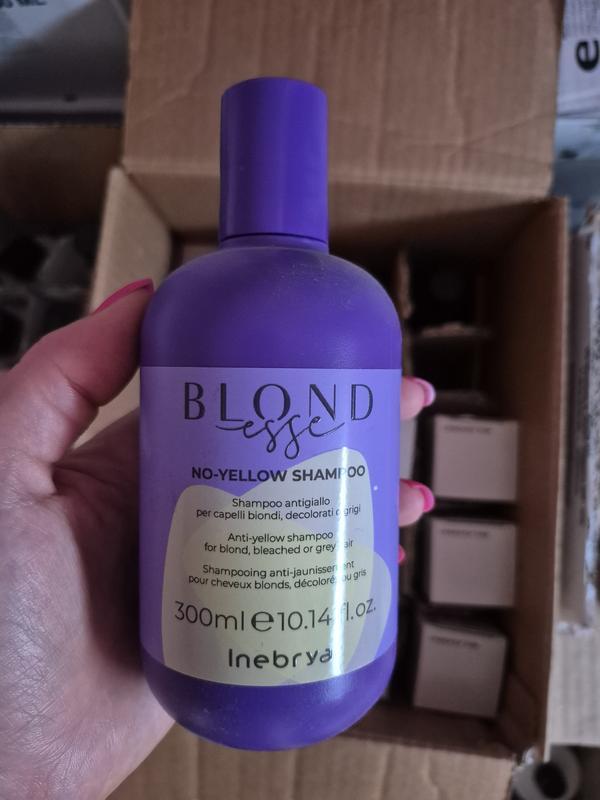 BLOND
esse
NO-YELLOW SHAMPOO
Shampoo antigiallo
per capelli biondi, decolorati o grigi
Anti-yellow shampoo
for blond, bleached or grey hair
Shampooing anti-jaunissement
pour cheveux blonds, décolorés ou gris
300ml e 10.14 fl.oz.
Inebrya